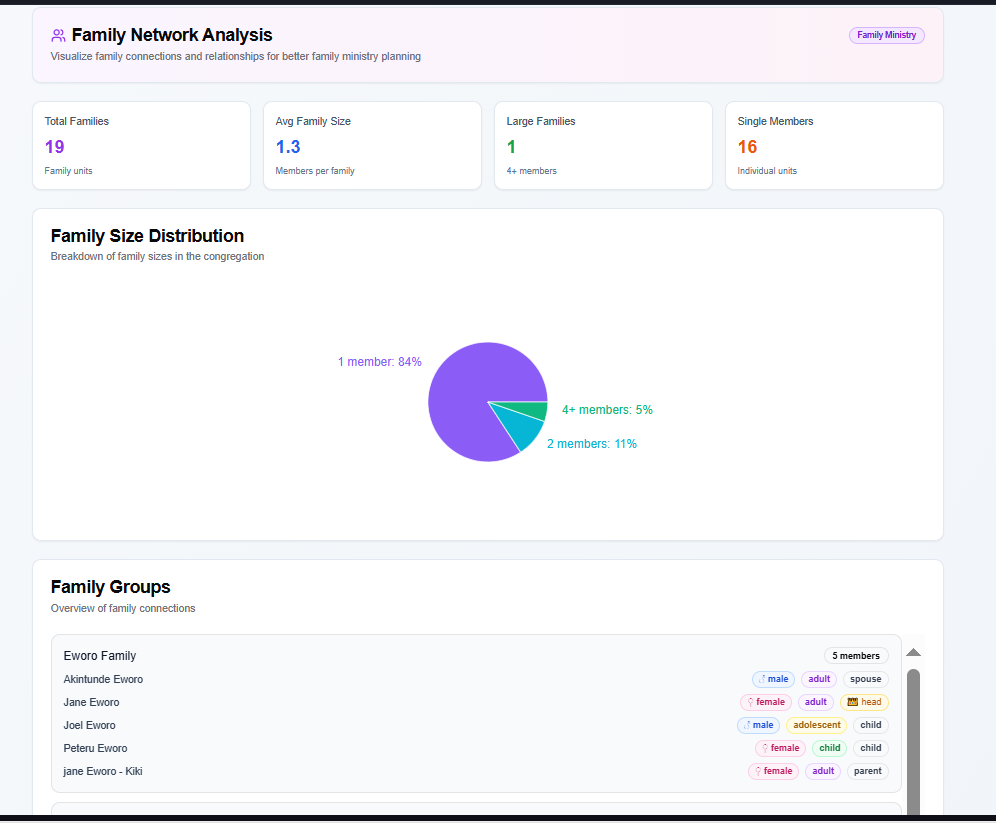 Family Network Analysis
Family Ministry
Visualize family connections and relationships for better family ministry planning
Total Families
19
Family units
Avg Family Size
1.3
Members per family
Large Families
1
4+ members
Single Members
16
Individual units
Family Size Distribution
Breakdown of family sizes in the congregation
1 member: 84%
4+ members: 5%
2 members: 11%
Family Groups
Overview of family connections
Eworo Family 5 members
Akintunde Eworo male adult spouse
Jane Eworo female adult head
Joel Eworo male adolescent child
Peteru Eworo female child child
jane Eworo - Kiki female adult parent